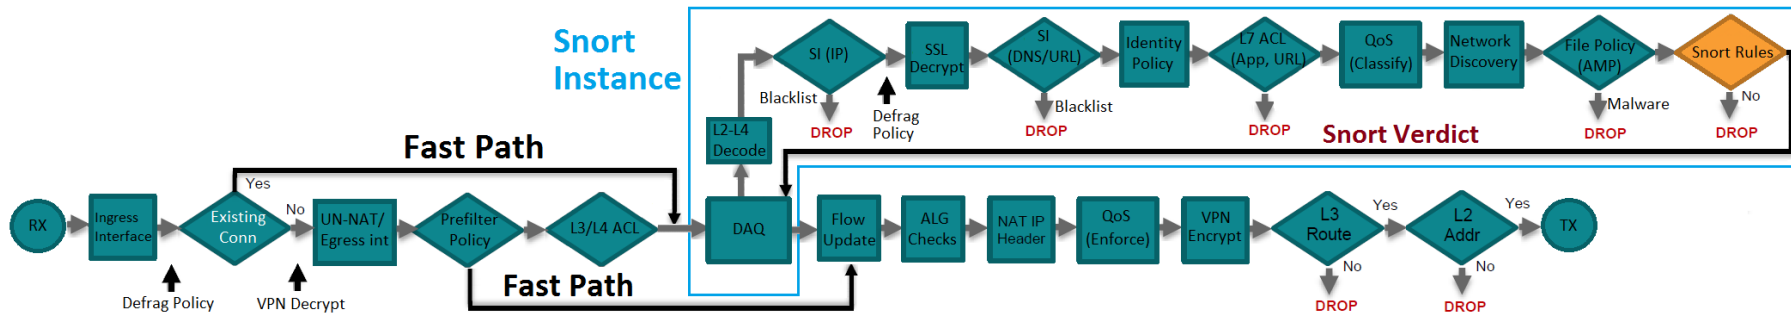 Snort
Instance
SI (IP)
Blacklist
DROP
Defrag
Policy
SSL
Decrypt
SI
(DNS/URL)
Blacklist
DROP
Identity
Policy
L7 ACL
(App, URL)
DROP
QoS
(Classify)
Network
Discovery
File Policy
(AMP)
Malware
DROP
Snort Rules
No
DROP
Snort Verdict
L2-L4
Decode
Fast Path
RX
Ingress
Interface
Defrag Policy
Existing
Conn
Yes
No
VPN Decrypt
UN-NAT/
Egress int
Prefilter
Policy
Fast Path
L3/L4 ACL
DAQ
Flow
Update
ALG
Checks
NAT IP
Header
QoS
(Enforce)
VPN
Encrypt
L3
Route
Yes
No
DROP
L2
Addr
Yes
No
DROP
TX